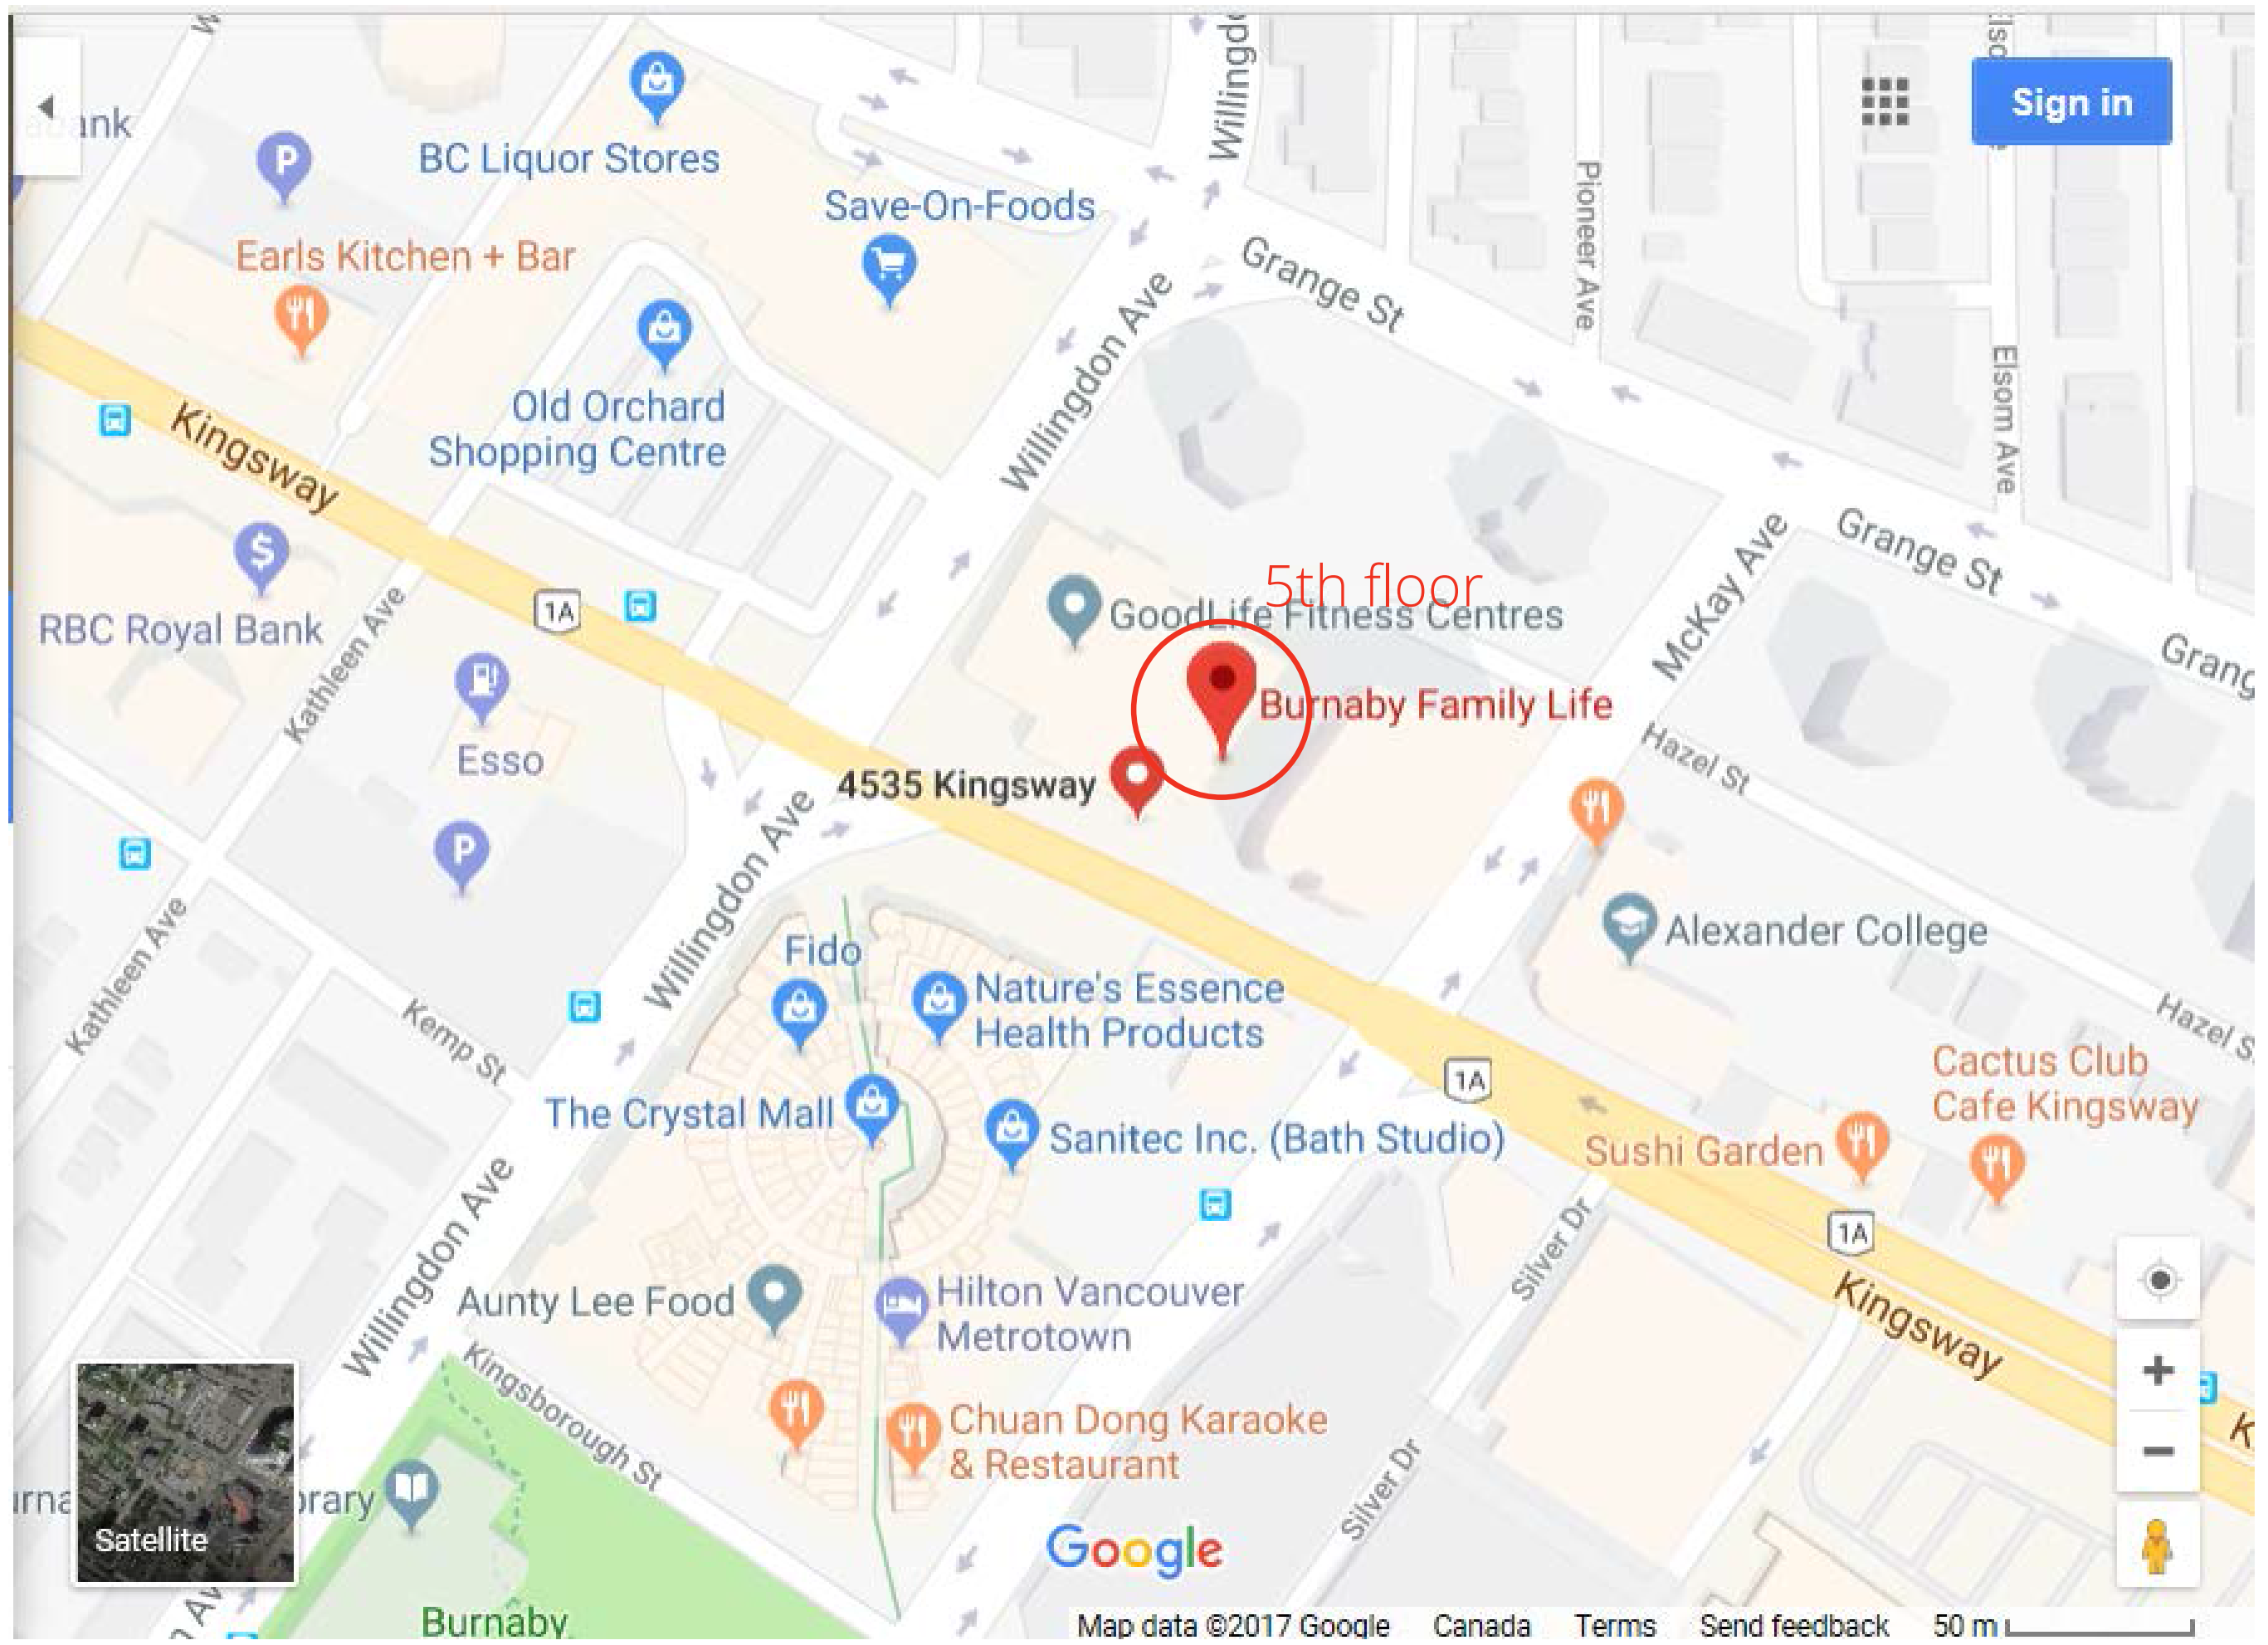 Sign in
ank
P
BC Liquor Stores
Save-On-Foods
Earls Kitchen + Bar
Willingd
Pioneer Ave
Grange St
Willingdon Ave
Old Orchard
Shopping Centre
Kingsway
Elsom Ave
RBC Royal Bank
$
1A
Kathleen Ave
Esso
5th floor
GoodLife Fitness Centres
Burnaby Family Life
4535 Kingsway
McKay Ave
Grange St
Grang
Hazel St
P
Willingdon Ave
Alexander College
Kathleen Ave
Kemp St
Fido
Nature's Essence
Health Products
Hazel S
1A
Cactus Club
Cafe Kingsway
The Crystal Mall
Sanitec Inc. (Bath Studio)
Sushi Garden
1A
Willingdon Ave
Silver Dr
Kingsway
Aunty Lee Food
Hilton Vancouver
Metrotown
Kingsborough St
Chuan Dong Karaoke
& Restaurant
Silver Dr
K
urna
brary
Satellite
n Av
Burnaby
Google
Map data ©2017 Google Canada Terms Send feedback 50 m